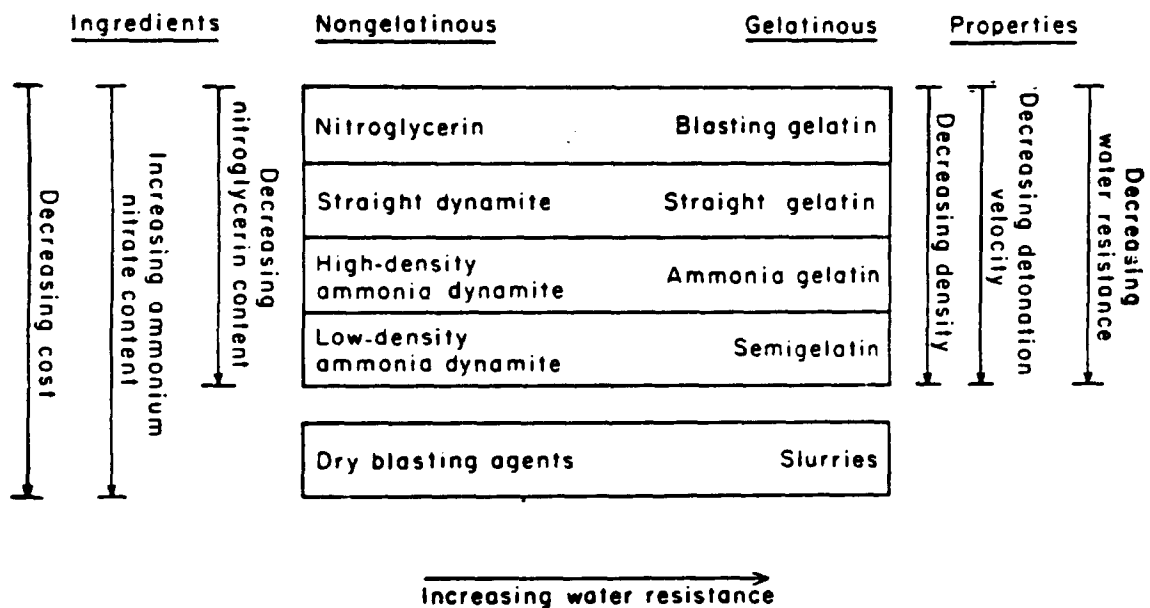 Ingredients Nongelatinous Gelatinous Properties
Decreasing cost
Increasing ammonium
nitrate content
Decreasing
nitroglycerin content
Nitroglycerin Blasting gelatin
Straight dynamite Straight gelatin
High-density
ammonia dynamite Ammonia gelatin
Low-density
ammonia dynamite Semigelatin
Dry blasting agents Slurries
Decreasing density
Decreasing detonation
velocity
Decreasing
water resistance
Increasing water resistance